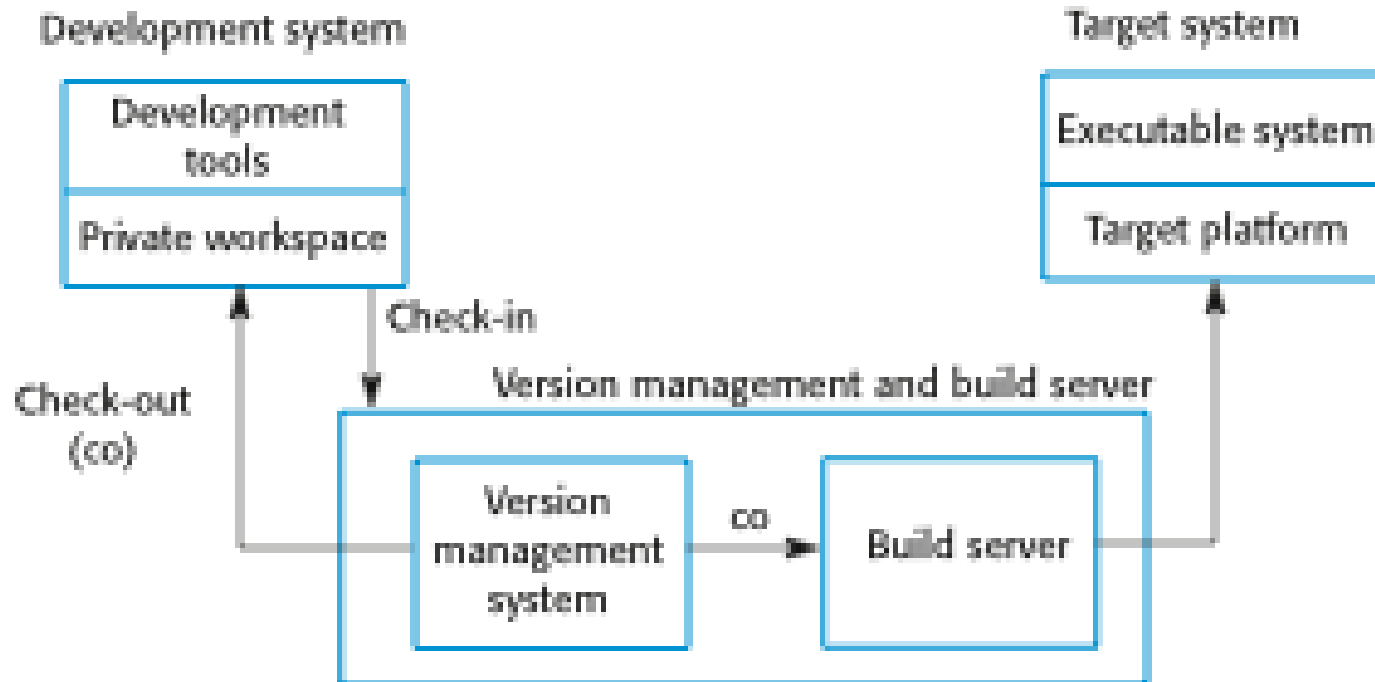 Development system
Target system
Development
tools
Private workspace
Executable system
Target platform
Check-in
Check-out
(co)
Version management and build server
Version
management
system
co
Build server